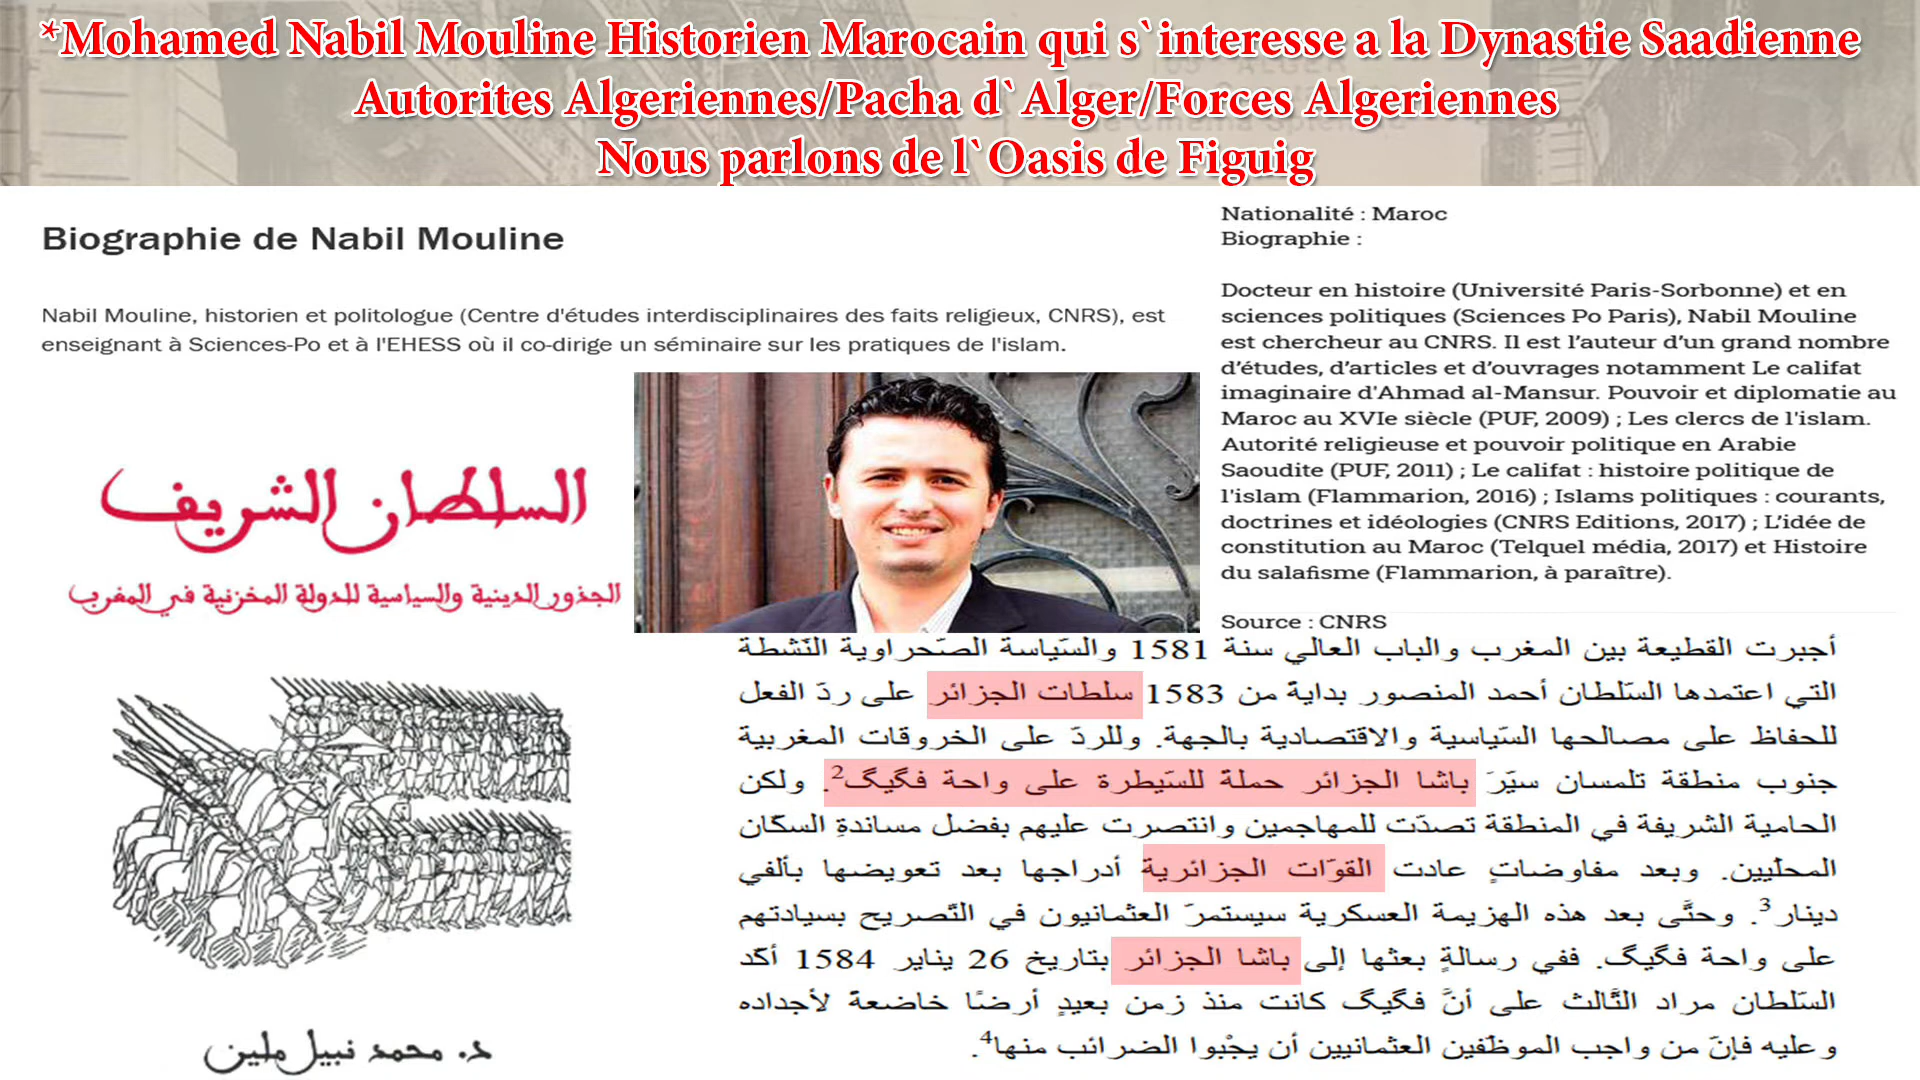 *Mohamed Nabil Mouline Historien Marocain qui s`interesse a la Dynastie Saadienne
Autorites Algeriennes/Pacha d`Alger/Forces Algeriennes
Nous parlons de l`Oasis de Figuig
Biographie de Nabil Mouline
Nabil Mouline, historien et politologue (Centre d'études interdisciplinaires des faits religieux, CNRS), est
enseignant à Sciences-Po et à l'EHESS où il co-dirige un séminaire sur les pratiques de l'islam.
Nationalité : Maroc
Biographie :
Docteur en histoire (Université Paris-Sorbonne) et en
sciences politiques (Sciences Po Paris), Nabil Mouline
est chercheur au CNRS. Il est l’auteur d’un grand nombre
d’études, d’articles et d’ouvrages notamment Le califat
imaginaire d'Ahmad al-Mansur. Pouvoir et diplomatie au
Maroc au XVIe siècle (PUF, 2009) ; Les clercs de l'islam.
Autorité religieuse et pouvoir politique en Arabie
Saoudite (PUF, 2011) ; Le califat : histoire politique de
l'islam (Flammarion, 2016) ; Islams politiques : courants,
doctrines et idéologies (CNRS Editions, 2017) ; L’idée de
constitution au Maroc (Telquel média, 2017) et Histoire
du salafisme (Flammarion, à paraître).
Source : CNRS
السلطان الشريف
الجذور الدينية والسياسية للدولة المخزنية في المغرب
د. محمد نبيل ملين
أجبرت القطيعة بين المغرب والباب العالي سنة 1581 والسّياسة الصّحراوية النّشطة
التي اعتمدها السّلطان أحمد المنصور بداية من 1583 سلطات الجزائر على ردّ الفعل
للحفاظ على مصالحها السّياسية والاقتصادية بالجهة. وللردّ على الخروقات المغربية
جنوب منطقة تلمسان سيّرَ باشا الجزائر حملة للسّيطرة على واحة فڭيڭ2. ولكن
الحامية الشريفة في المنطقة تصدّت للمهاجمين وانتصرت عليهم بفضل مساندةِ السكّان
المحلّيين. وبعد مفاوضاتٍ عادت القوّات الجزائرية أدراجها بعد تعويضها بألفي
دينار3. وحتَّى بعد هذه الهزيمة العسكرية سيستمرّ العثمانيون في التّصريح بسيادتهم
على واحة فڭيڭ. ففي رسالةٍ بعثها إلى باشا الجزائر بتاريخ 26 يناير 1584 أكّد
السّلطان مراد الثّالث على أنَّ فڭيڭ كانت منذ زمن بعيدٍ أرضًا خاضعة لأجداده
وعليه فإنّ من واجب الموظّفين العثمانيين أن يجْبوا الضرائب منها4.